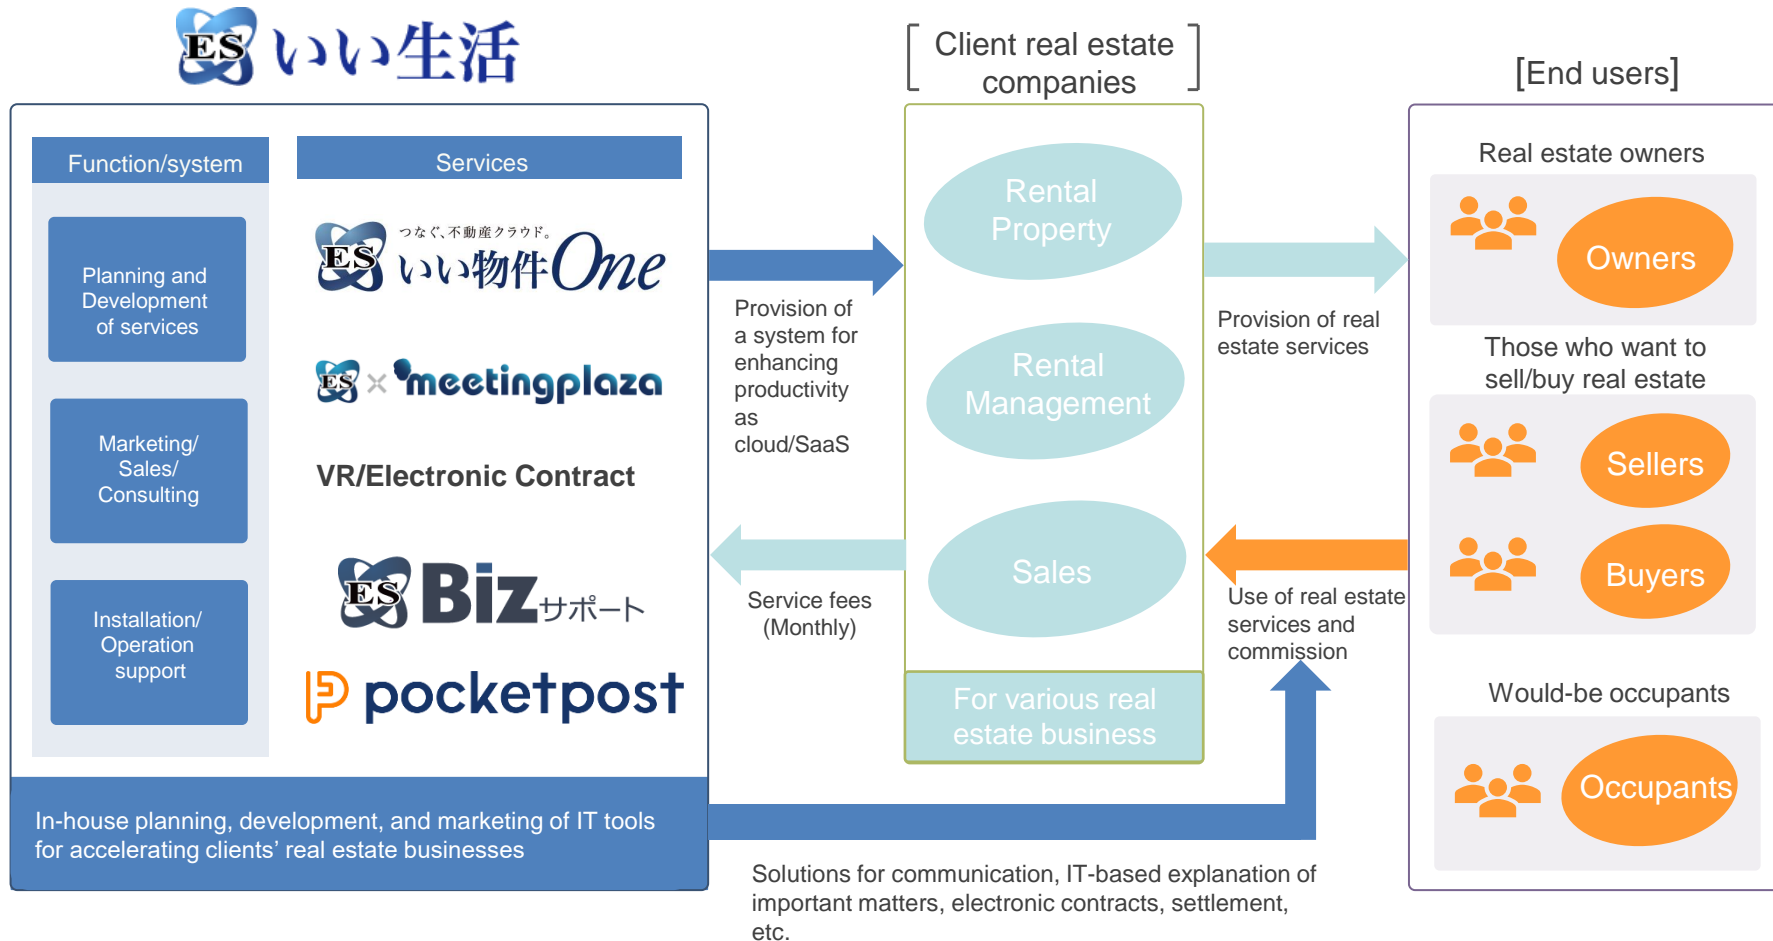 ES いい生活
Function/system
Planning and
Development
of services
Marketing/
Sales/
Consulting
Installation/
Operation
support
Services
つなぐ、不動産クラウド。
ES いい物件One
ES × meetingplaza
VR/Electronic Contract
ES Bizサポート
pocketpost
In-house planning, development, and marketing of IT tools
for accelerating clients' real estate businesses
Provision of
a system for
enhancing
productivity
as
cloud/SaaS
Service fees
(Monthly)
[Client real estate
companies]
Rental
Property
Rental
Management
Sales
For various real
estate business
Provision of real
estate services
Use of real estate
services and
commission
Solutions for communication, IT-based explanation of
important matters, electronic contracts, settlement,
etc.
[End users]
Real estate owners
Owners
Those who want to
sell/buy real estate
Sellers
Buyers
Would-be occupants
Occupants